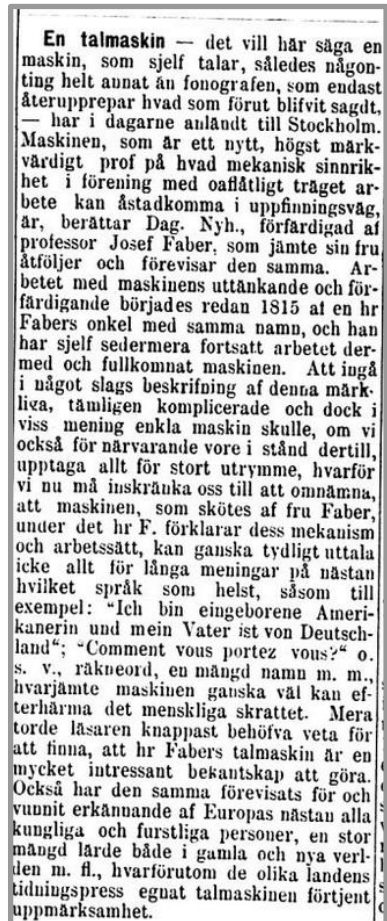 En talmaskin — det vill här säga en
maskin, som sjelf talar, således någon-
ting helt annat än fonografen, som endast
återupprepar hvad som förut blifvit sagdt,
— har i dagarne anländt till Stockholm.
Maskinen, som är ett nytt, högst märk-
värdigt prof på hvad mekanisk sinnrik-
het i förening med oaflåtligt träget ar-
bete kan åstadkomma i uppfinningsväg,
är, berättar Dag. Nyh., förfärdigad af
professor Josef Faber, som jämte sin fru
åtföljer och förevisar den samma. Ar-
betet med maskinens uttänkande och för-
färdigande börjades redan 1815 af en hr
Fabers onkel med samma namn, och han
har sjelf sedermera fortsatt arbetet der-
med och fullkomnat maskinen. Att ingå
i något slags beskrifning af denna märk-
liga, tämligen komplicerade och dock i
viss mening enkla maskin skulle, om vi
också för närvarande vore i stånd dertill,
upptaga allt för stort utrymme, hvarför
vi nu må inskränka oss till att omnämna,
att maskinen, som skötes af fru Faber,
under det hr F. förklarar dess mekanism
och arbetssätt, kan ganska tydligt uttala
icke allt för långa meningar på nästan
hvilket språk som helst, såsom till
exempel: "Ich bin eingeborene Ameri-
kanerin und mein Vater ist von Deutsch-
land"; "Comment vous portez vous?" o.
s. v., räkneord, en mängd namn m. m.,
hvarjämte maskinen ganska väl kan ef-
terhärma det menskliga skrattet. Mera
torde läsaren knappast behöfva veta för
att finna, att hr Fabers talmaskin är en
mycket intressant bekantskap att göra.
Också har den samma förevisats för och
vunnit erkännande af Europas nästan alla
kungliga och furstliga personer, en stor
mängd lärde både i gamla och nya verl-
den m. fl., hvarförutom de olika landens
tidningspress egnat talmaskinen förtjent
uppmärksamhet.